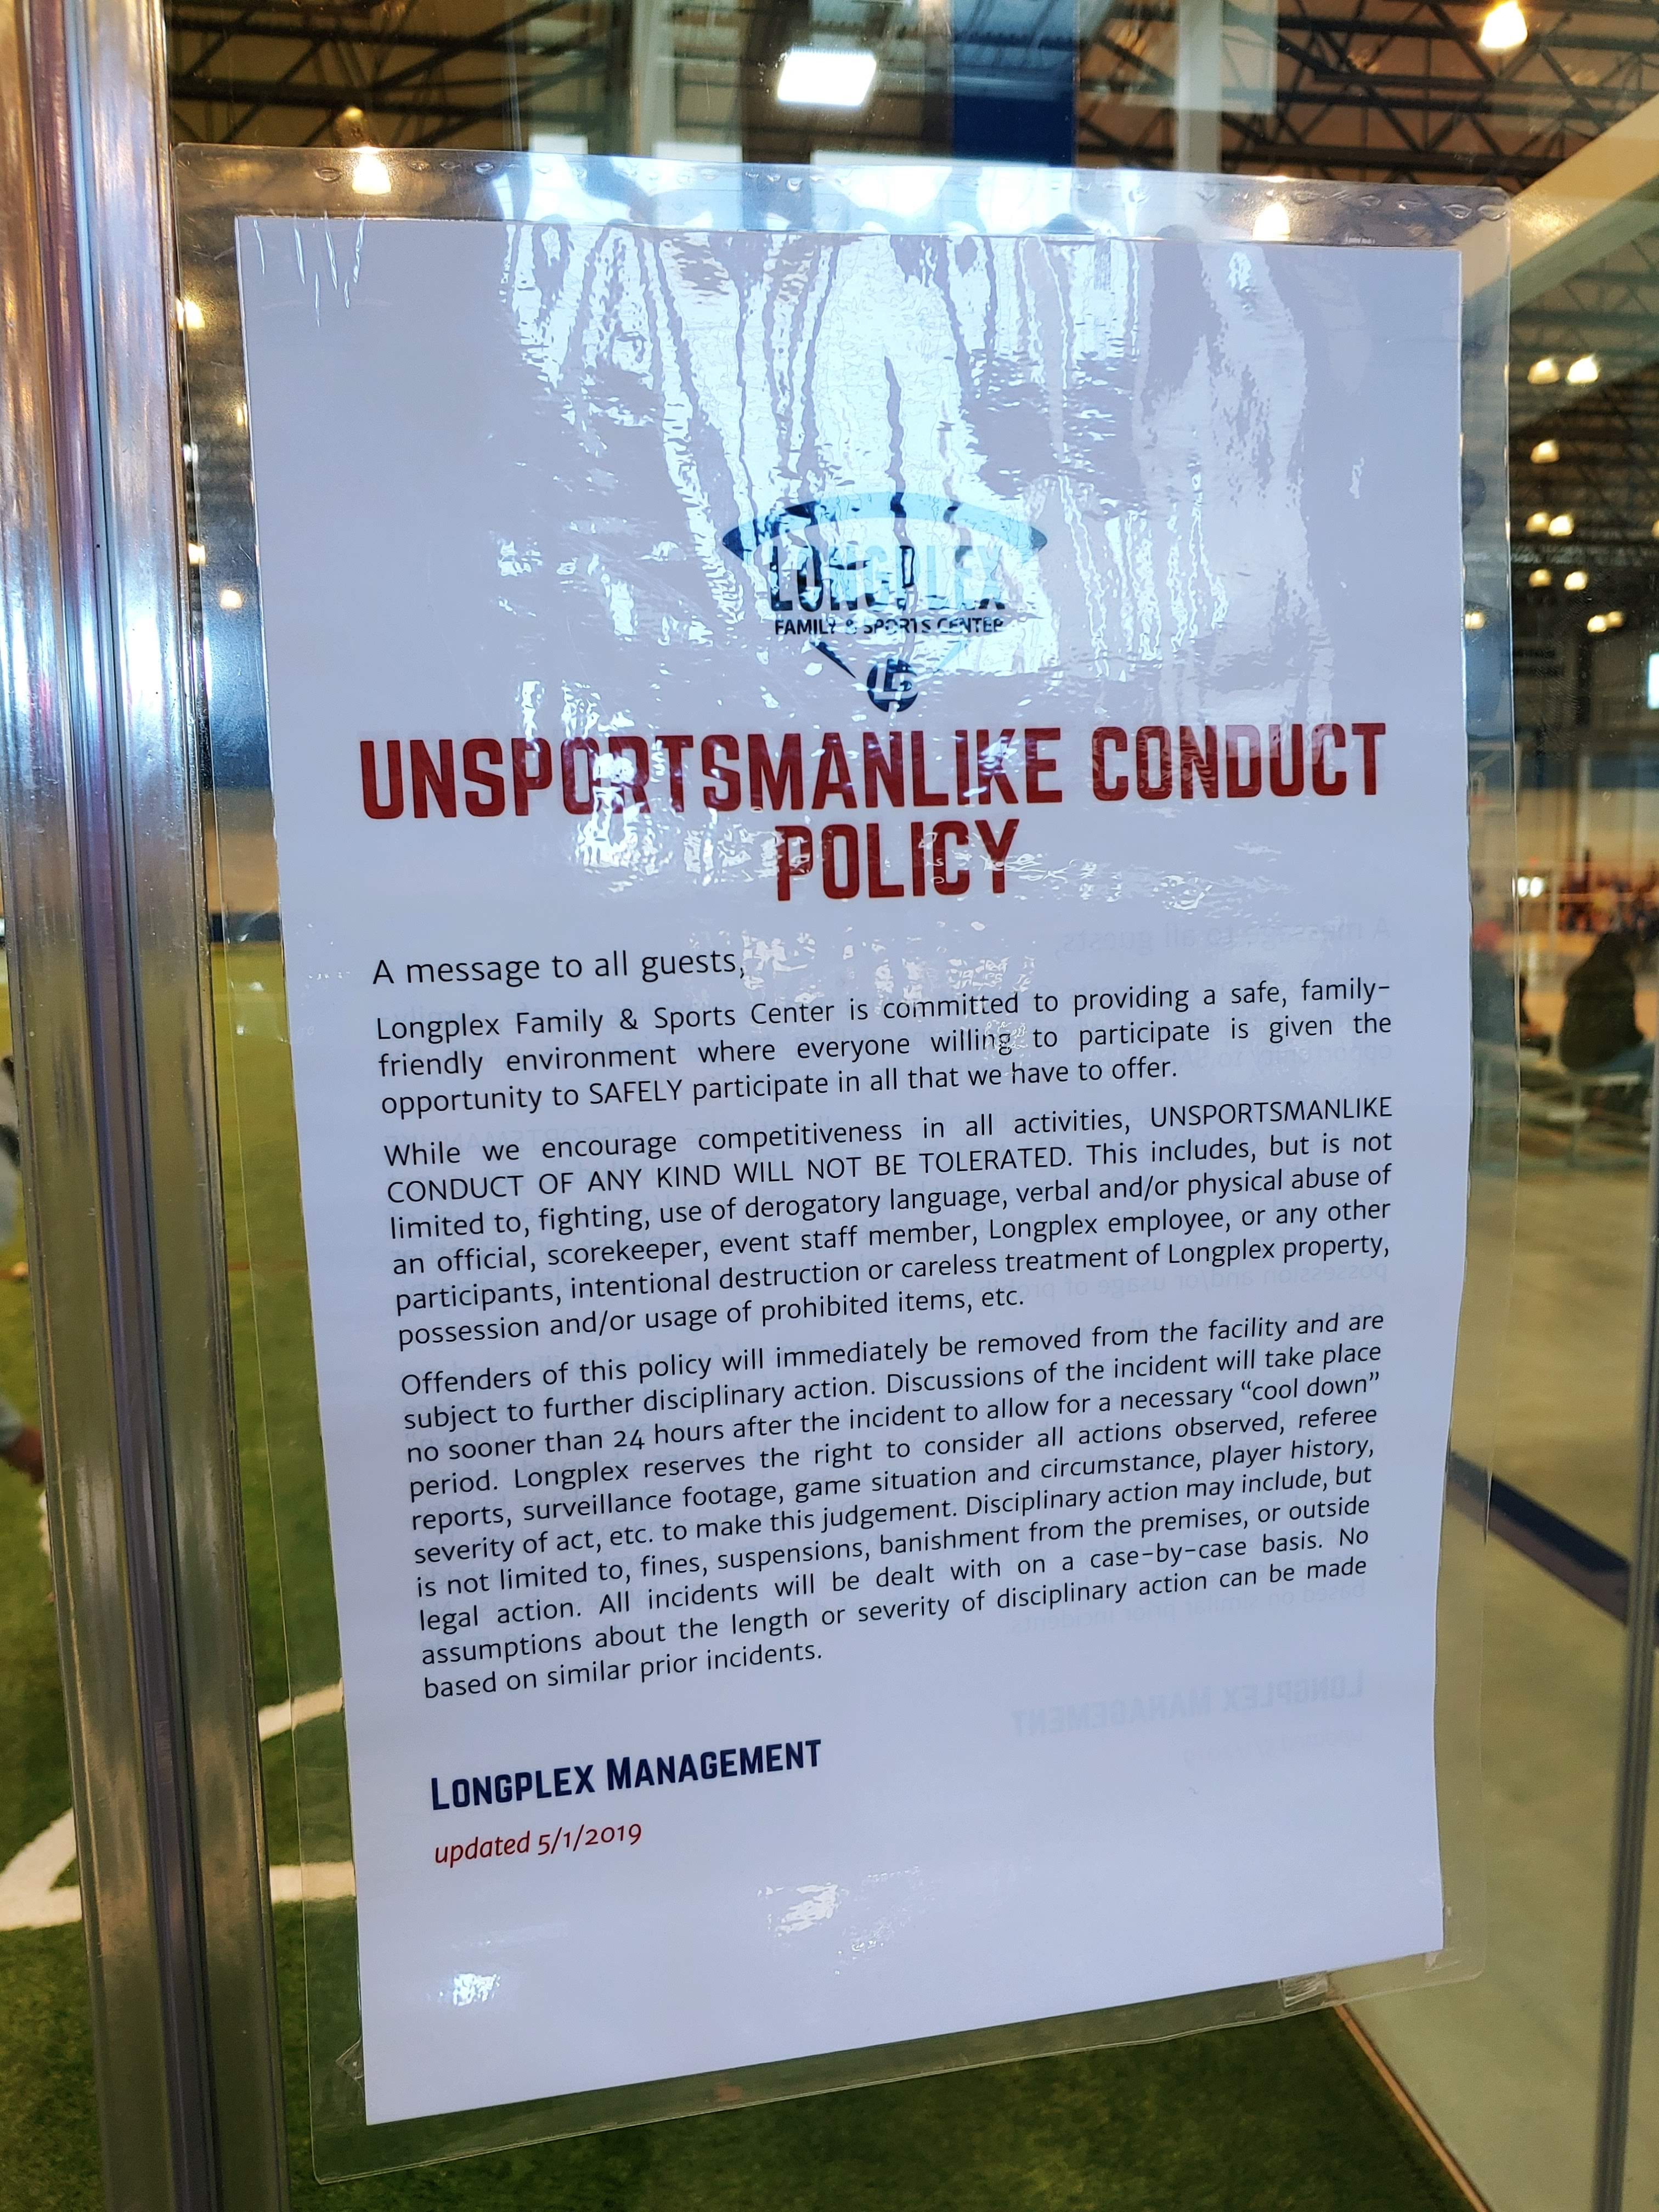 LONGPLEX
FAMILY & SPORTS CENTER
UNSPORTSMANLIKE CONDUCT
POLICY
A message to all guests,
Longplex Family & Sports Center is committed to providing a safe, family-
friendly environment where everyone willing to participate is given the
opportunity to SAFELY participate in all that we have to offer.
While we encourage competitiveness in all activities, UNSPORTSMANLIKE
CONDUCT OF ANY KIND WILL NOT BE TOLERATED. This includes, but is not
limited to, fighting, use of derogatory language, verbal and/or physical abuse of
an official, scorekeeper, event staff member, Longplex employee, or any other
participants, intentional destruction or careless treatment of Longplex property,
possession and/or usage of prohibited items, etc.
Offenders of this policy will immediately be removed from the facility and are
subject to further disciplinary action. Discussions of the incident will take place
no sooner than 24 hours after the incident to allow for a necessary “cool down”
period. Longplex reserves the right to consider all actions observed, referee
reports, surveillance footage, game situation and circumstance, player history,
severity of act, etc. to make this judgement. Disciplinary action may include, but
is not limited to, fines, suspensions, banishment from the premises, or outside
legal action. All incidents will be dealt with on a case-by-case basis. No
assumptions about the length or severity of disciplinary action can be made
based on similar prior incidents.
LONGPLEX MANAGEMENT
updated 5/1/2019